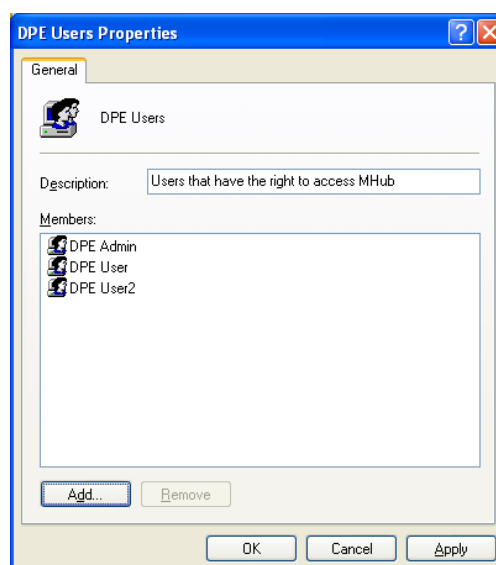 DPE Users Properties
General
DPE Users
Description: Users that have the right to access MHub
Members:
DPE Admin
DPE User
DPE User2
Add... Remove
OK Cancel Apply